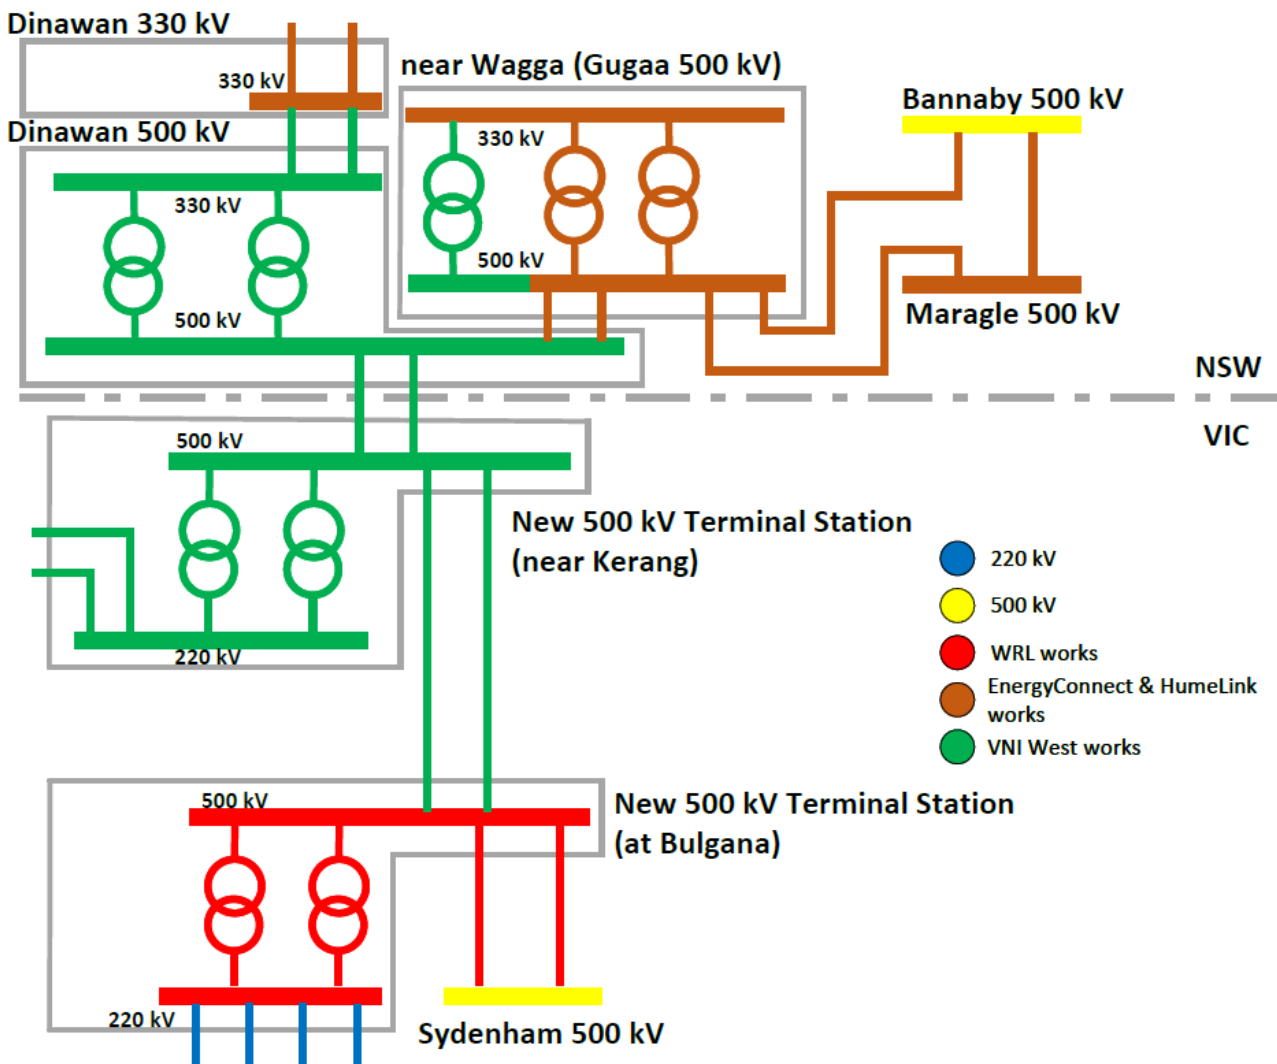 Dinawan 330 kV
330 kV
near Wagga (Gugaa 500 kV)
Bannaby 500 kV
Dinawan 500 kV
330 kV
330 kV
500 kV
500 kV
Maragle 500 kV
NSW
VIC
500 kV
New 500 kV Terminal Station
(near Kerang)
220 kV
220 kV
500 kV
WRL works
EnergyConnect & HumeLink
works
VNI West works
500 kV
New 500 kV Terminal Station
(at Bulgana)
220 kV
Sydenham 500 kV